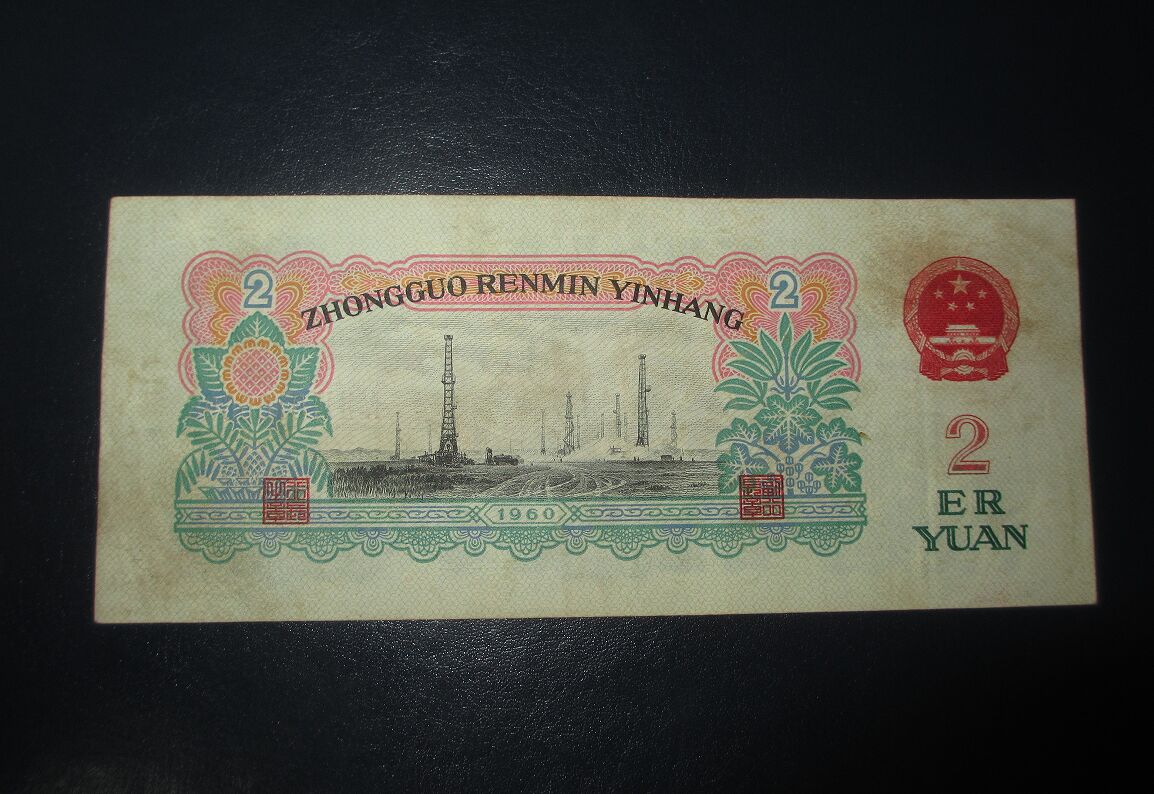 ZHONGGUO RENMIN YINHANG
2
2
1960
2
ER
YUAN